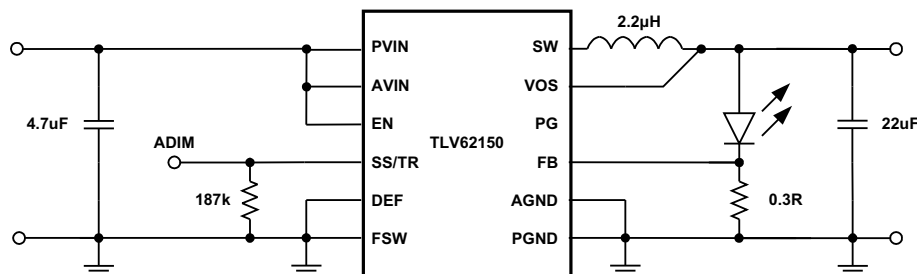 2.2µH
PVIN
SW
AVIN
VOS
4.7uF
EN
PG
TLV62150
22uF
ADIM
SS/TR
FB
187k
DEF
AGND
0.3R
FSW
PGND